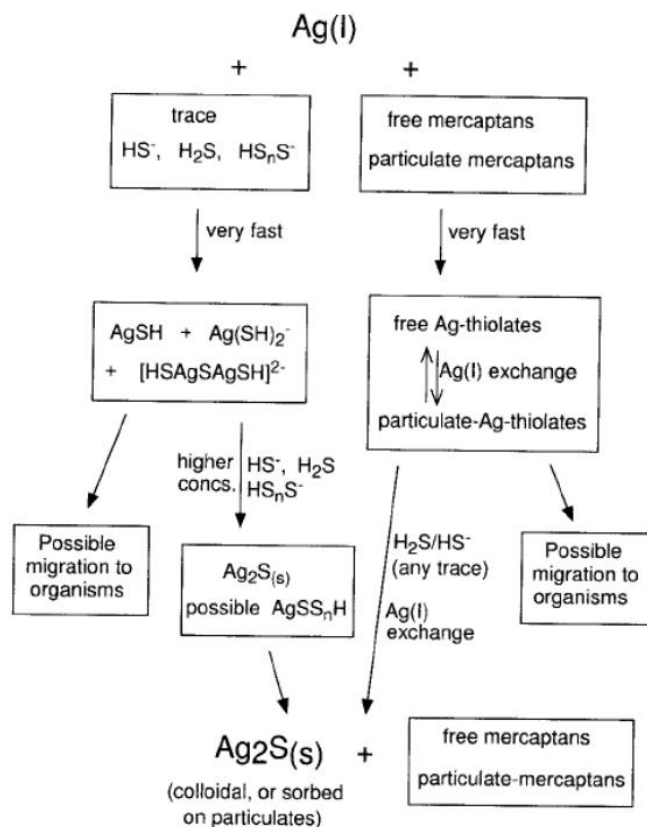 Ag(I)
+ +
trace
HS⁻, H₂S, HSₙS⁻
free mercaptans
particulate mercaptans
very fast
very fast
AgSH + Ag(SH)₂⁻
+ [HSAgSAgSH]²⁻
free Ag-thiolates
Ag(I) exchange
particulate-Ag-thiolates
higher
concs.
HS⁻, H₂S
HSₙS⁻
Possible
migration to
organisms
Ag₂S(s)
possible AgSSₙH
H₂S/HS⁻
(any trace)
Ag(I)
exchange
Possible
migration to
organisms
Ag₂S(s) +
(colloidal, or sorbed
on particulates)
free mercaptans
particulate-mercaptans